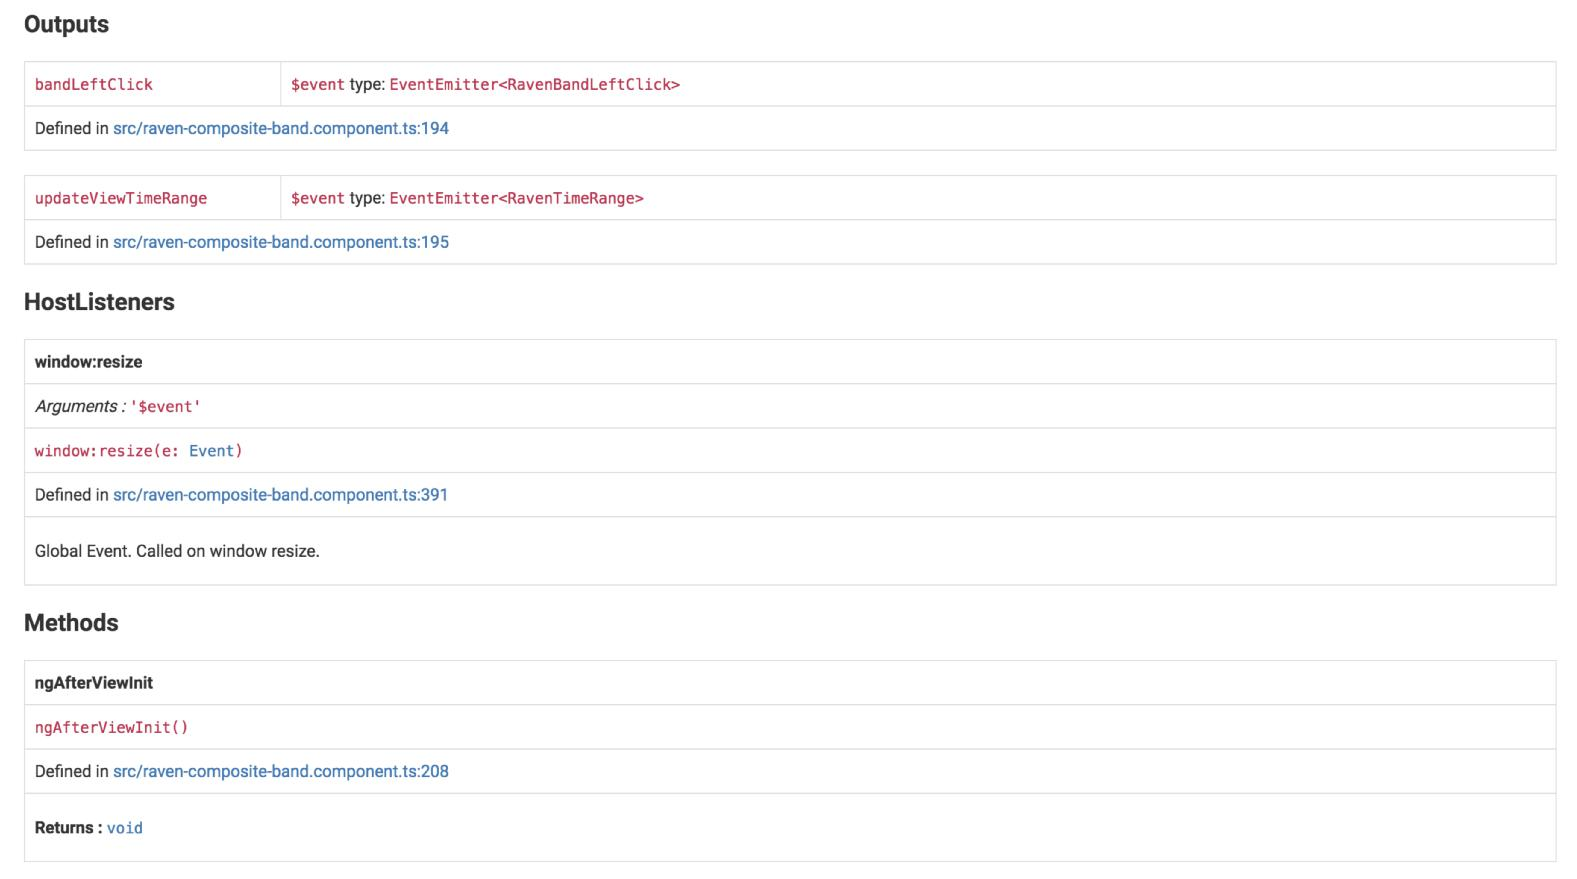 Outputs
bandLeftClick $event type: EventEmitter<RavenBandLeftClick>
Defined in src/raven-composite-band.component.ts:194
updateViewTimeRange $event type: EventEmitter<RavenTimeRange>
Defined in src/raven-composite-band.component.ts:195
HostListeners
window:resize
Arguments : '$event'
window:resize(e: Event)
Defined in src/raven-composite-band.component.ts:391
Global Event. Called on window resize.
Methods
ngAfterViewInit
ngAfterViewInit()
Defined in src/raven-composite-band.component.ts:208
Returns : void